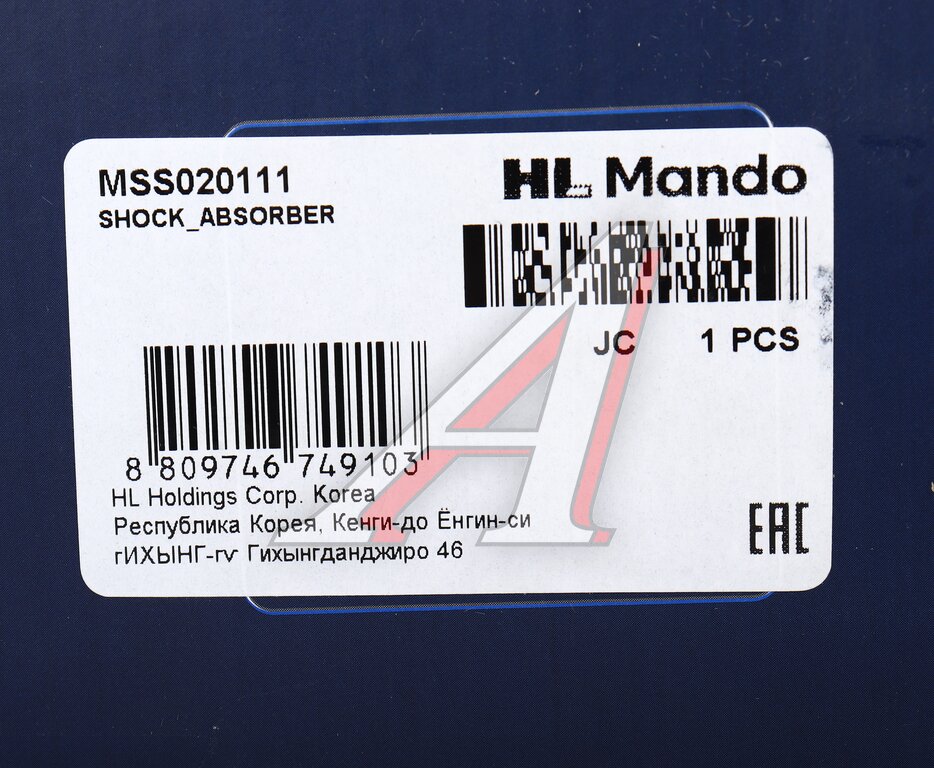 MSS020111
SHOCK_ABSORBER
HL Mando
JC 1 PCS
8 809746 749103
HL Holdings Corp. Korea
Республика Корея, Кенги-до Ёнгин-си
гИХЫНГ-гу Гихынгданджиро 46
EAC